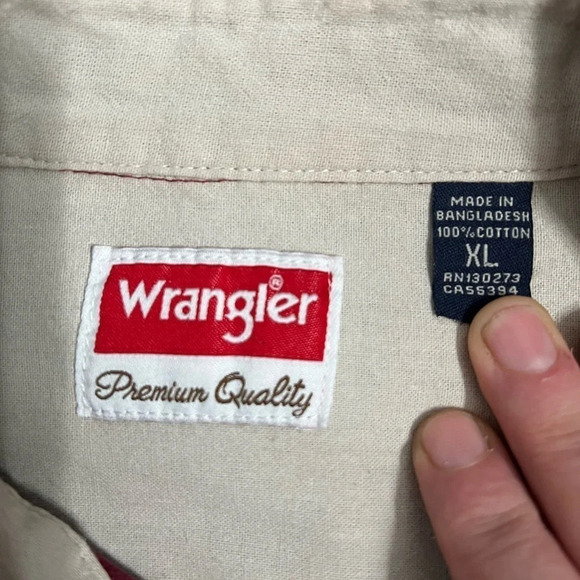 Wrangler®
Premium Quality
MADE IN
BANGLADESH
100% COTTON
XL
RN130273
CA55394